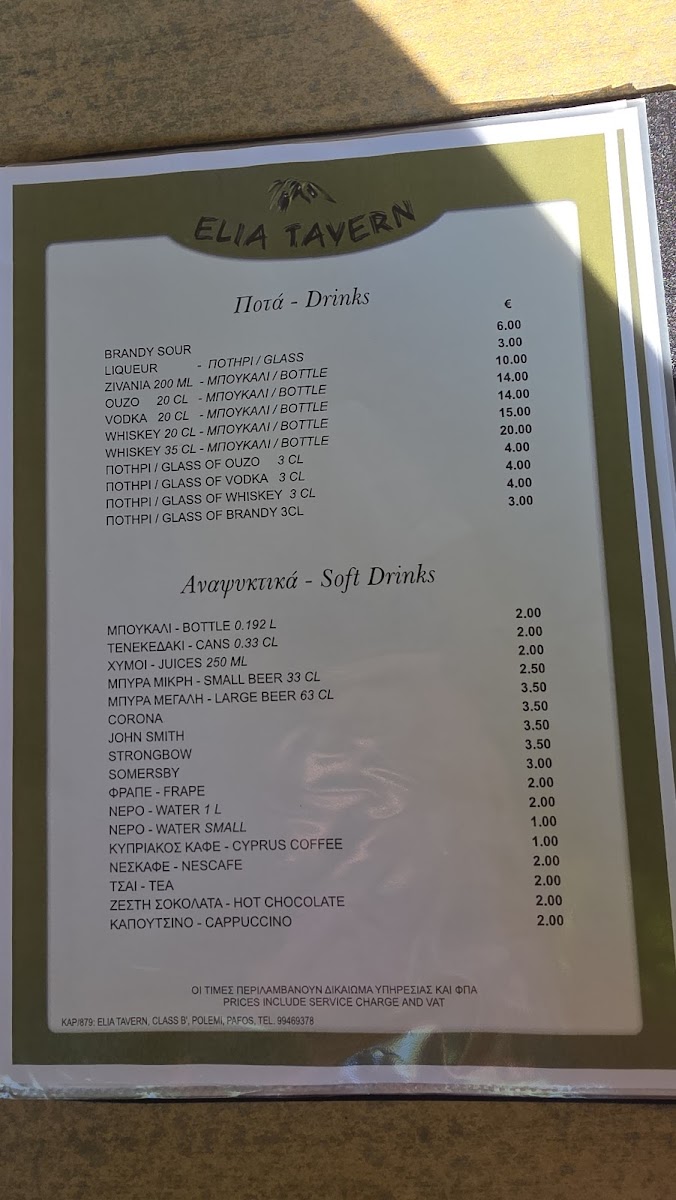 ELIA TAVERN
Ποτά - Drinks
€
BRANDY SOUR 6.00
LIQUEUR - ΠΟΤΗΡΙ / GLASS 3.00
ZIVANIA 200 ML - ΜΠΟΥΚΑΛΙ / BOTTLE 10.00
OUZO 20 CL - ΜΠΟΥΚΑΛΙ / BOTTLE 14.00
VODKA 20 CL - ΜΠΟΥΚΑΛΙ / BOTTLE 14.00
WHISKEY 20 CL - ΜΠΟΥΚΑΛΙ / BOTTLE 15.00
WHISKEY 35 CL - ΜΠΟΥΚΑΛΙ / BOTTLE 20.00
ΠΟΤΗΡΙ / GLASS OF OUZO 3 CL 4.00
ΠΟΤΗΡΙ / GLASS OF VODKA 3 CL 4.00
ΠΟΤΗΡΙ / GLASS OF WHISKEY 3 CL 4.00
ΠΟΤΗΡΙ / GLASS OF BRANDY 3CL 3.00
Αναψυκτικά - Soft Drinks
ΜΠΟΥΚΑΛΙ - BOTTLE 0.192 L 2.00
ΤΕΝΕΚΕΔΑΚΙ - CANS 0.33 CL 2.00
ΧΥΜΟΙ - JUICES 250 ML 2.00
ΜΠΥΡΑ ΜΙΚΡΗ - SMALL BEER 33 CL 2.50
ΜΠΥΡΑ ΜΕΓΑΛΗ - LARGE BEER 63 CL 3.50
CORONA 3.50
JOHN SMITH 3.50
STRONGBOW 3.50
SOMERSBY 3.00
ΦΡΑΠΕ - FRAPE 2.00
ΝΕΡΟ - WATER 1 L 2.00
ΝΕΡΟ - WATER SMALL 1.00
ΚΥΠΡΙΑΚΟΣ ΚΑΦΕ - CYPRUS COFFEE 1.00
ΝΕΣΚΑΦΕ - NESCAFE 2.00
ΤΣΑΙ - TEA 2.00
ΖΕΣΤΗ ΣΟΚΟΛΑΤΑ - HOT CHOCOLATE 2.00
ΚΑΠΟΥΤΣΙΝΟ - CAPPUCCINO 2.00
ΟΙ ΤΙΜΕΣ ΠΕΡΙΛΑΜΒΑΝΟΥΝ ΔΙΚΑΙΩΜΑ ΥΠΗΡΕΣΙΑΣ ΚΑΙ ΦΠΑ
PRICES INCLUDE SERVICE CHARGE AND VAT
KAP/879: ELIA TAVERN, CLASS B', POLEMI, PAFOS, TEL. 99469378